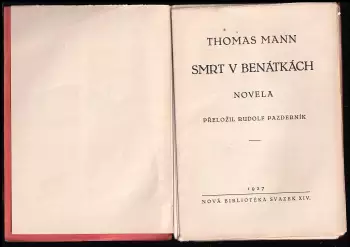 THOMAS MANN
SMRT V BENÁTKÁCH
NOVELA
PŘELOŽIL RUDOLF PAZDERNÍK
1927
NOVÁ BIBLIOTÉKA SVAZEK XIV.